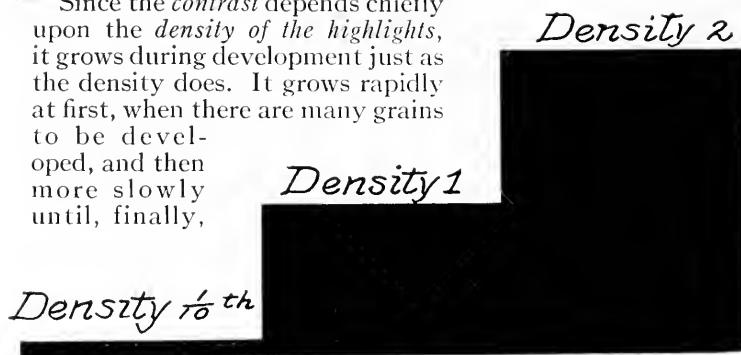 Since the contrast depends chiefly
upon the density of the highlights,
it grows during development just as
the density does. It grows rapidly
at first, when there are many grains
to be devel-
oped, and then
more slowly
until, finally,
Density 2
Density 1
Density 1/10 th